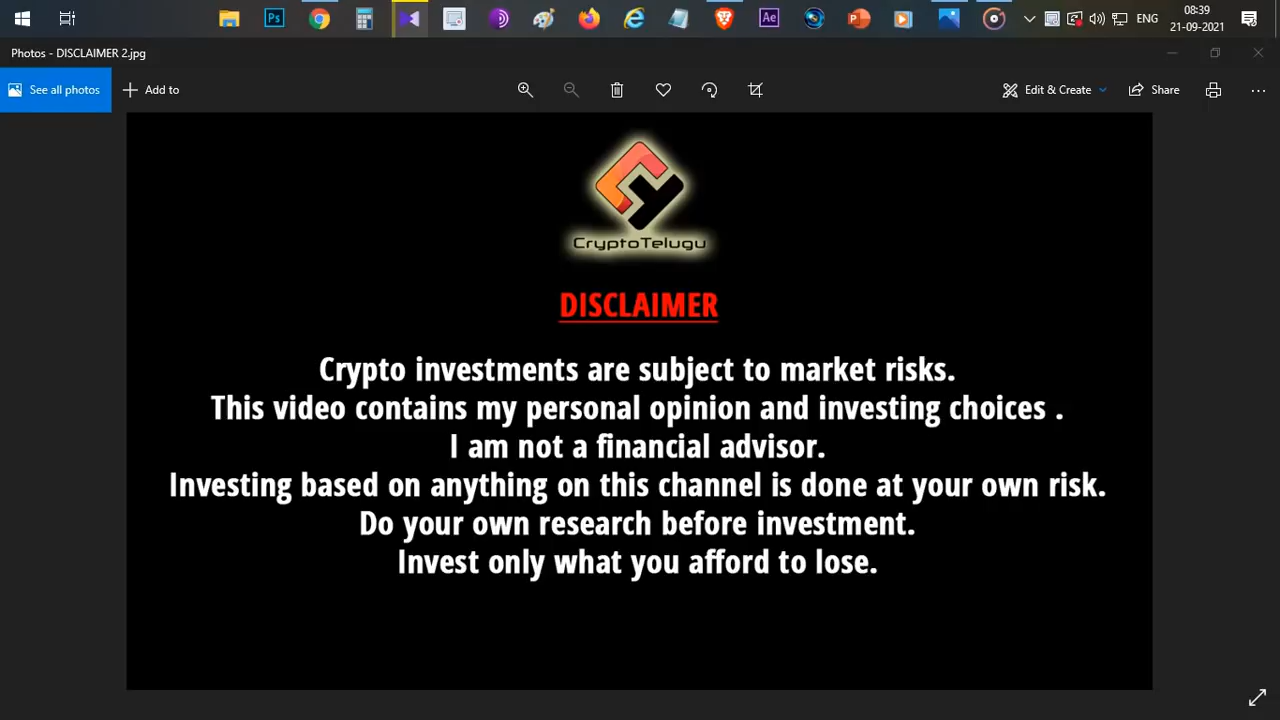 08:39
ENG
21-09-2021
Photos - DISCLAIMER 2.jpg
See all photos
Add to
Edit & Create
Share
CryptoTelugu
DISCLAIMER
Crypto investments are subject to market risks.
This video contains my personal opinion and investing choices .
I am not a financial advisor.
Investing based on anything on this channel is done at your own risk.
Do your own research before investment.
Invest only what you afford to lose.
Ps
Ae